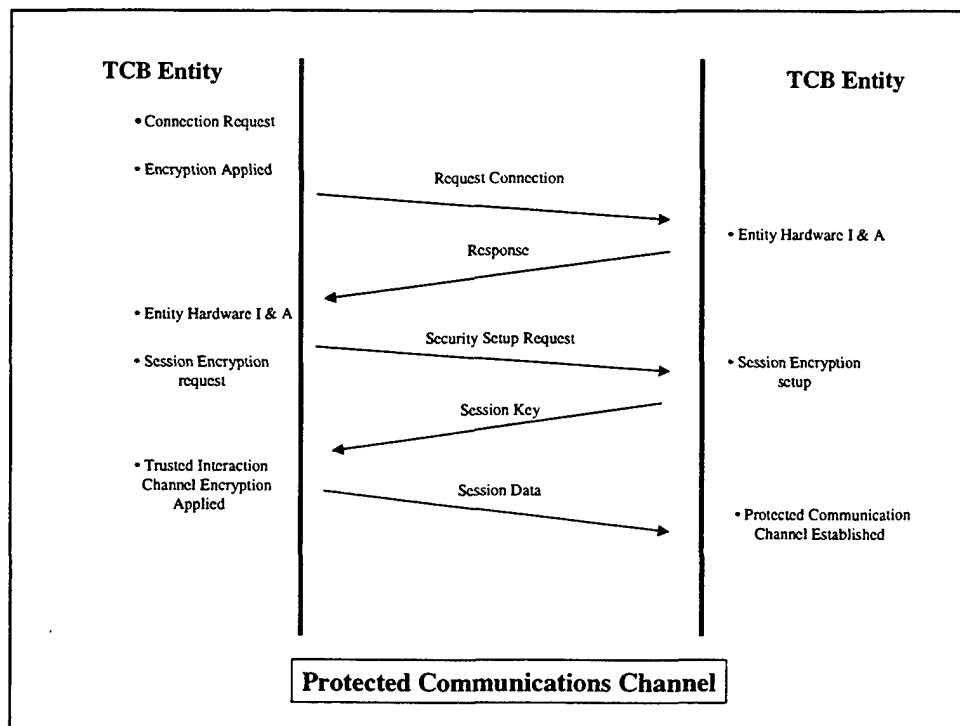 TCB Entity
TCB Entity
• Connection Request
• Encryption Applied
Request Connection
• Entity Hardware I & A
Response
• Entity Hardware I & A
Security Setup Request
• Session Encryption
request
• Session Encryption
setup
Session Key
• Trusted Interaction
Channel Encryption
Applied
Session Data
• Protected Communication
Channel Established
Protected Communications Channel